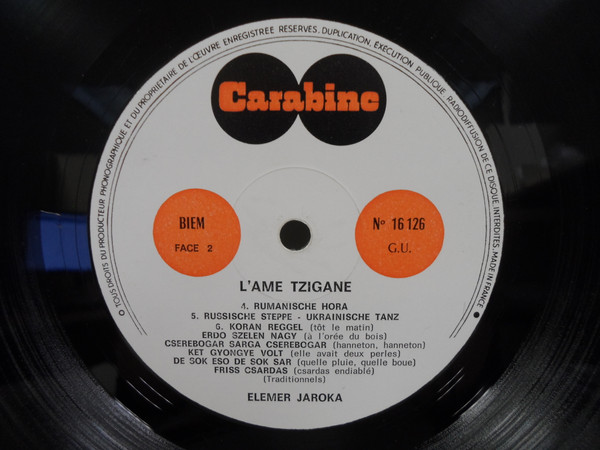 O TOUS DROITS DU PRODUCTEUR PHONOGRAPHIQUE ET DU PROPRIETAIRE DE L'ŒUVRE ENREGISTREE RESERVES. DUPLICATION, EXECUTION PUBLIQUE, RADIODIFFUSION DE CE DISQUE INTERDITES. MADE IN FRANCE
Carabine
BIEM
FACE 2
N° 16 126
G.U.
L'AME TZIGANE
4. RUMANISCHE HORA
5. RUSSISCHE STEPPE - UKRAINISCHE TANZ
6. KORAN REGGEL (tôt le matin)
ERDO SZELEN NAGY (à l'orée du bois)
CSEREBOGAR SARGA CSEREBOGAR (hanneton, hanneton)
KET GYONGYE VOLT (elle avait deux perles)
DE SOK ESO DE SOK SAR (quelle pluie, quelle boue)
FRISS CSARDAS (csardas endiablé)
(Traditionnels)
ELEMER JAROKA